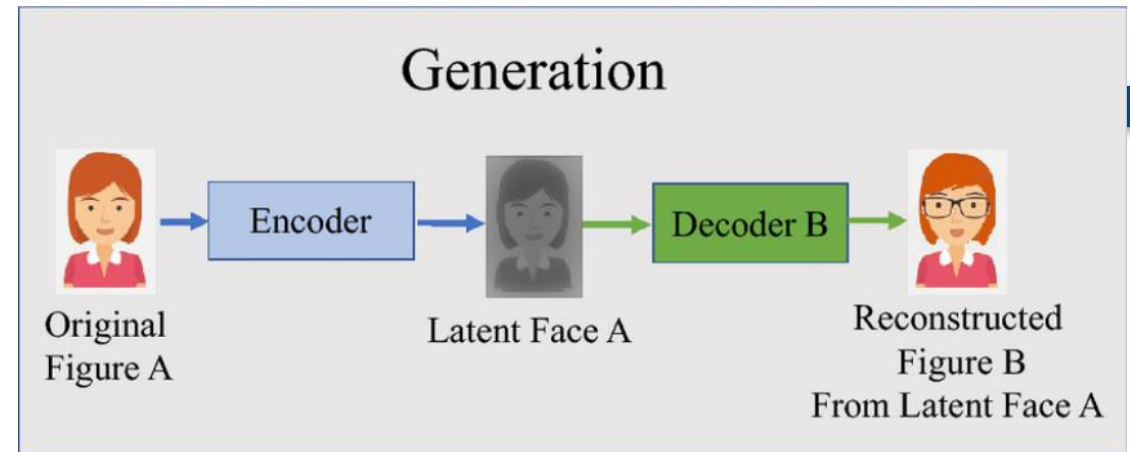 Generation
Encoder
Decoder B
Original
Figure A
Latent Face A
Reconstructed
Figure B
From Latent Face A